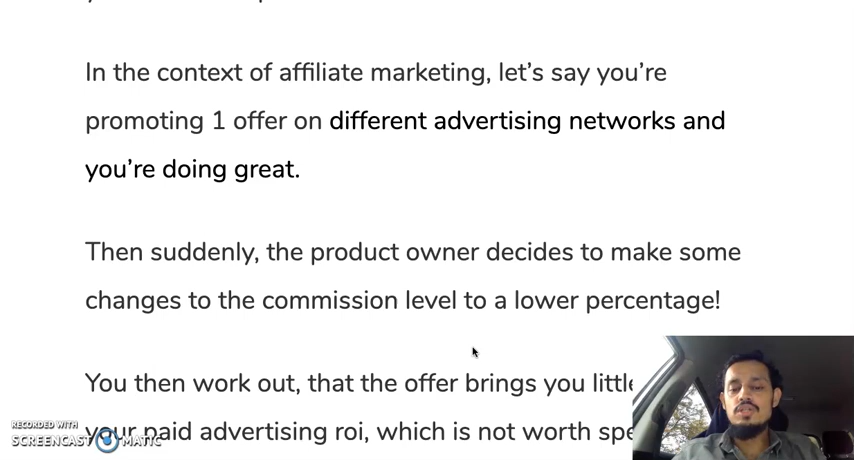 In the context of affiliate marketing, let’s say you’re
promoting 1 offer on different advertising networks and
you’re doing great.
Then suddenly, the product owner decides to make some
changes to the commission level to a lower percentage!
You then work out, that the offer brings you little
your paid advertising roi, which is not worth
RECORDED WITH
SCREENCAST MATIC